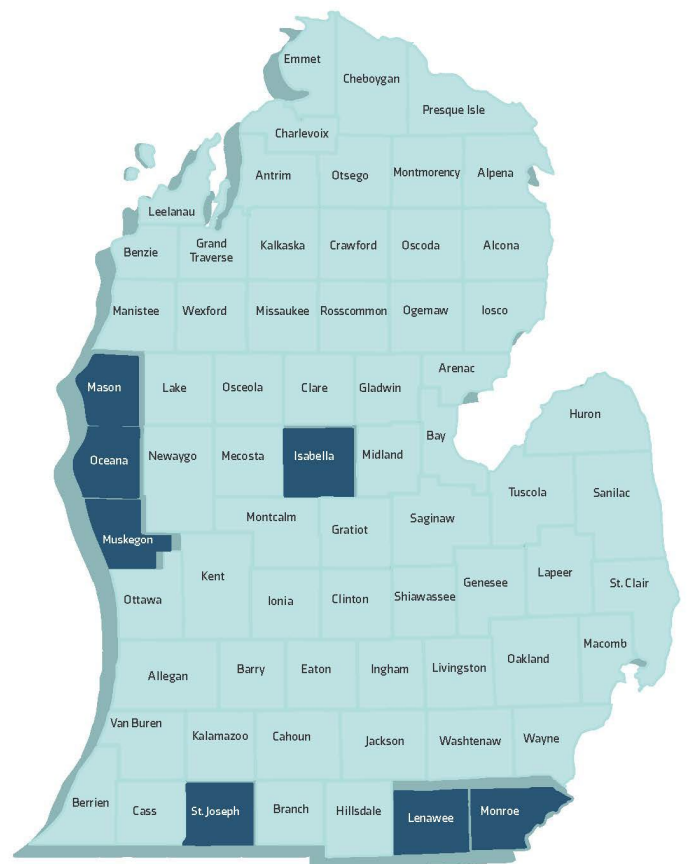 Emmet
Cheboygan
Presque Isle
Charlevoix
Antrim
Otsego
Montmorency
Alpena
Leelanau
Benzie
Grand
Traverse
Kalkaska
Crawford
Oscoda
Alcona
Manistee
Wexford
Missaukee
Rosscommon
Ogemaw
Iosco
Mason
Lake
Osceola
Clare
Gladwin
Arenac
Huron
Oceana
Newaygo
Mecosta
Isabella
Midland
Bay
Tuscola
Sanilac
Muskegon
Montcalm
Gratiot
Saginaw
Ottawa
Kent
Ionia
Clinton
Shiawassee
Genesee
Lapeer
St. Clair
Allegan
Barry
Eaton
Ingham
Livingston
Oakland
Macomb
Van Buren
Kalamazoo
Cahoun
Jackson
Washtenaw
Wayne
Berrien
Cass
St. Joseph
Branch
Hillsdale
Lenawee
Monroe